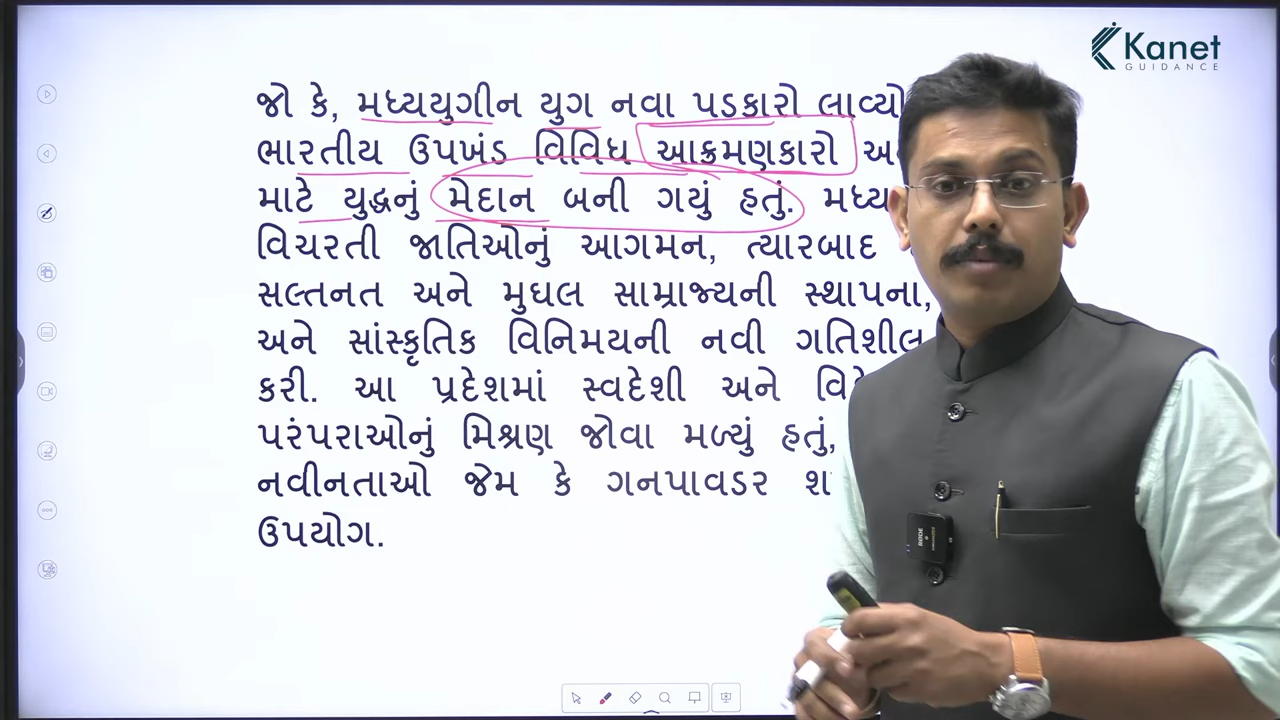 Kanet
GUIDANCE
જો કે, મધ્યયુગીન યુગ નવા પડકારો લાવ્યો
ભારતીય ઉપખંડ વિવિધ આક્રમણકારો
માટે યુદ્ધનું મેદાન બની ગયું હતું.
વિચરતી જાતિઓનું આગમન, ત્યારબાદ
સલ્તનત અને મુઘલ સામ્રાજ્યની સ્થાપના,
અને સાંસ્કૃતિક વિનિમયની નવી
કરી. આ પ્રદેશમાં સ્વદેશી અને
પરંપરાઓનું મિશ્રણ જોવા મળ્યું હતું,
નવીનતાઓ જેમ કે ગનપાવડર
ઉપયોગ.
RODE